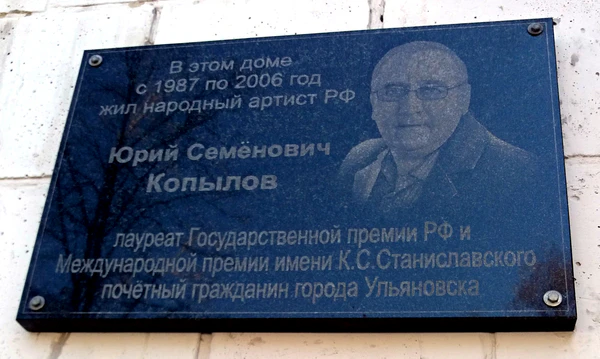 В этом доме
с 1987 по 2006 год
жил народный артист РФ
Юрий Семёнович
Копылов
лауреат Государственной премии РФ и
Международной премии имени К.С.Станиславского
почётный гражданин города Ульяновска